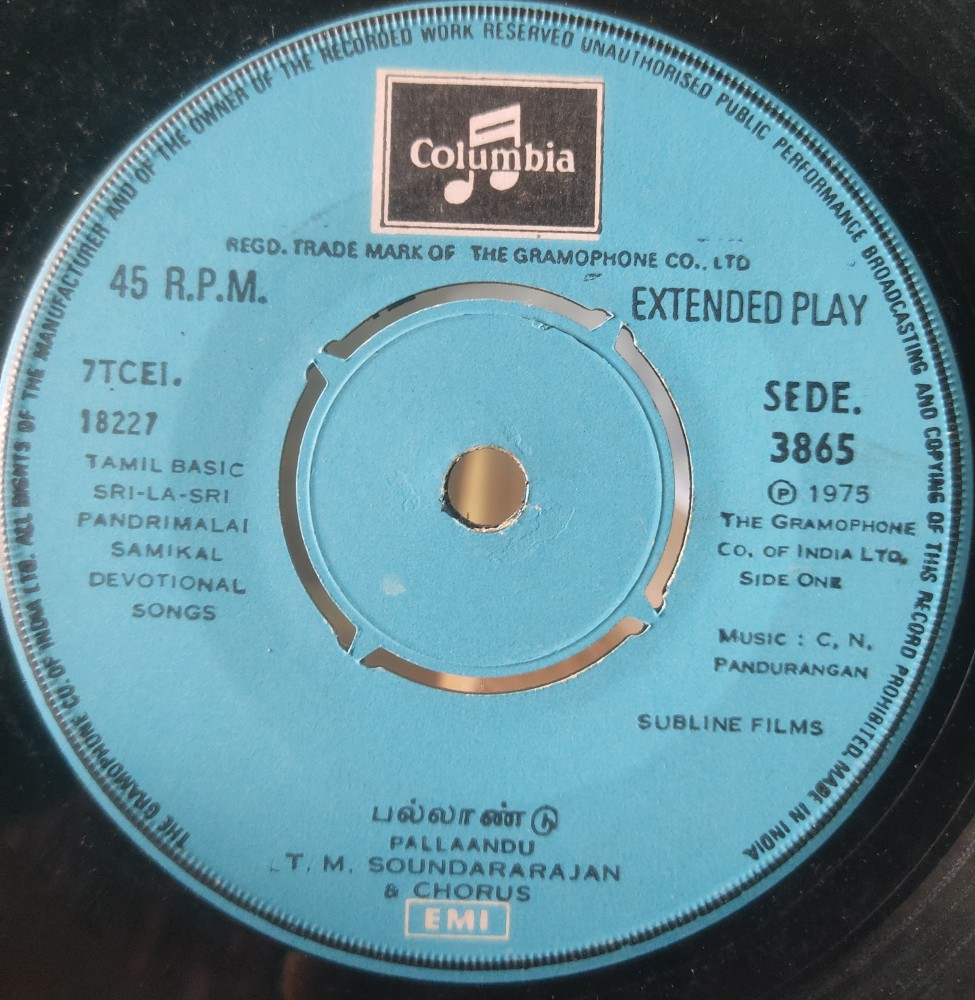 THE GRAMOPHONE CO OF INDIA LTD. ALL RIGHTS OF THE MANUFACTURER AND OF THE OWNER OF THE RECORDED WORK RESERVED UNAUTHORISED PUBLIC PERFORMANCE BROADCASTING AND COPYING OF THIS RECORD PROHIBITED. MADE IN INDIA
Columbia
REGD. TRADE MARK OF THE GRAMOPHONE CO., LTD
45 R.P.M.
EXTENDED PLAY
7TCEI.
18227
TAMIL BASIC
SRI-LA-SRI
PANDRIMALAI
SAMIKAL
DEVOTIONAL
SONGS
SEDE.
3865
Ⓟ 1975
THE GRAMOPHONE
CO. OF INDIA LTD.
SIDE ONE
MUSIC : C. N.
PANDURANGAN
SUBLINE FILMS
பல்லாண்டு
PALLAANDU
T. M. SOUNDARARAJAN
& CHORUS
EMI